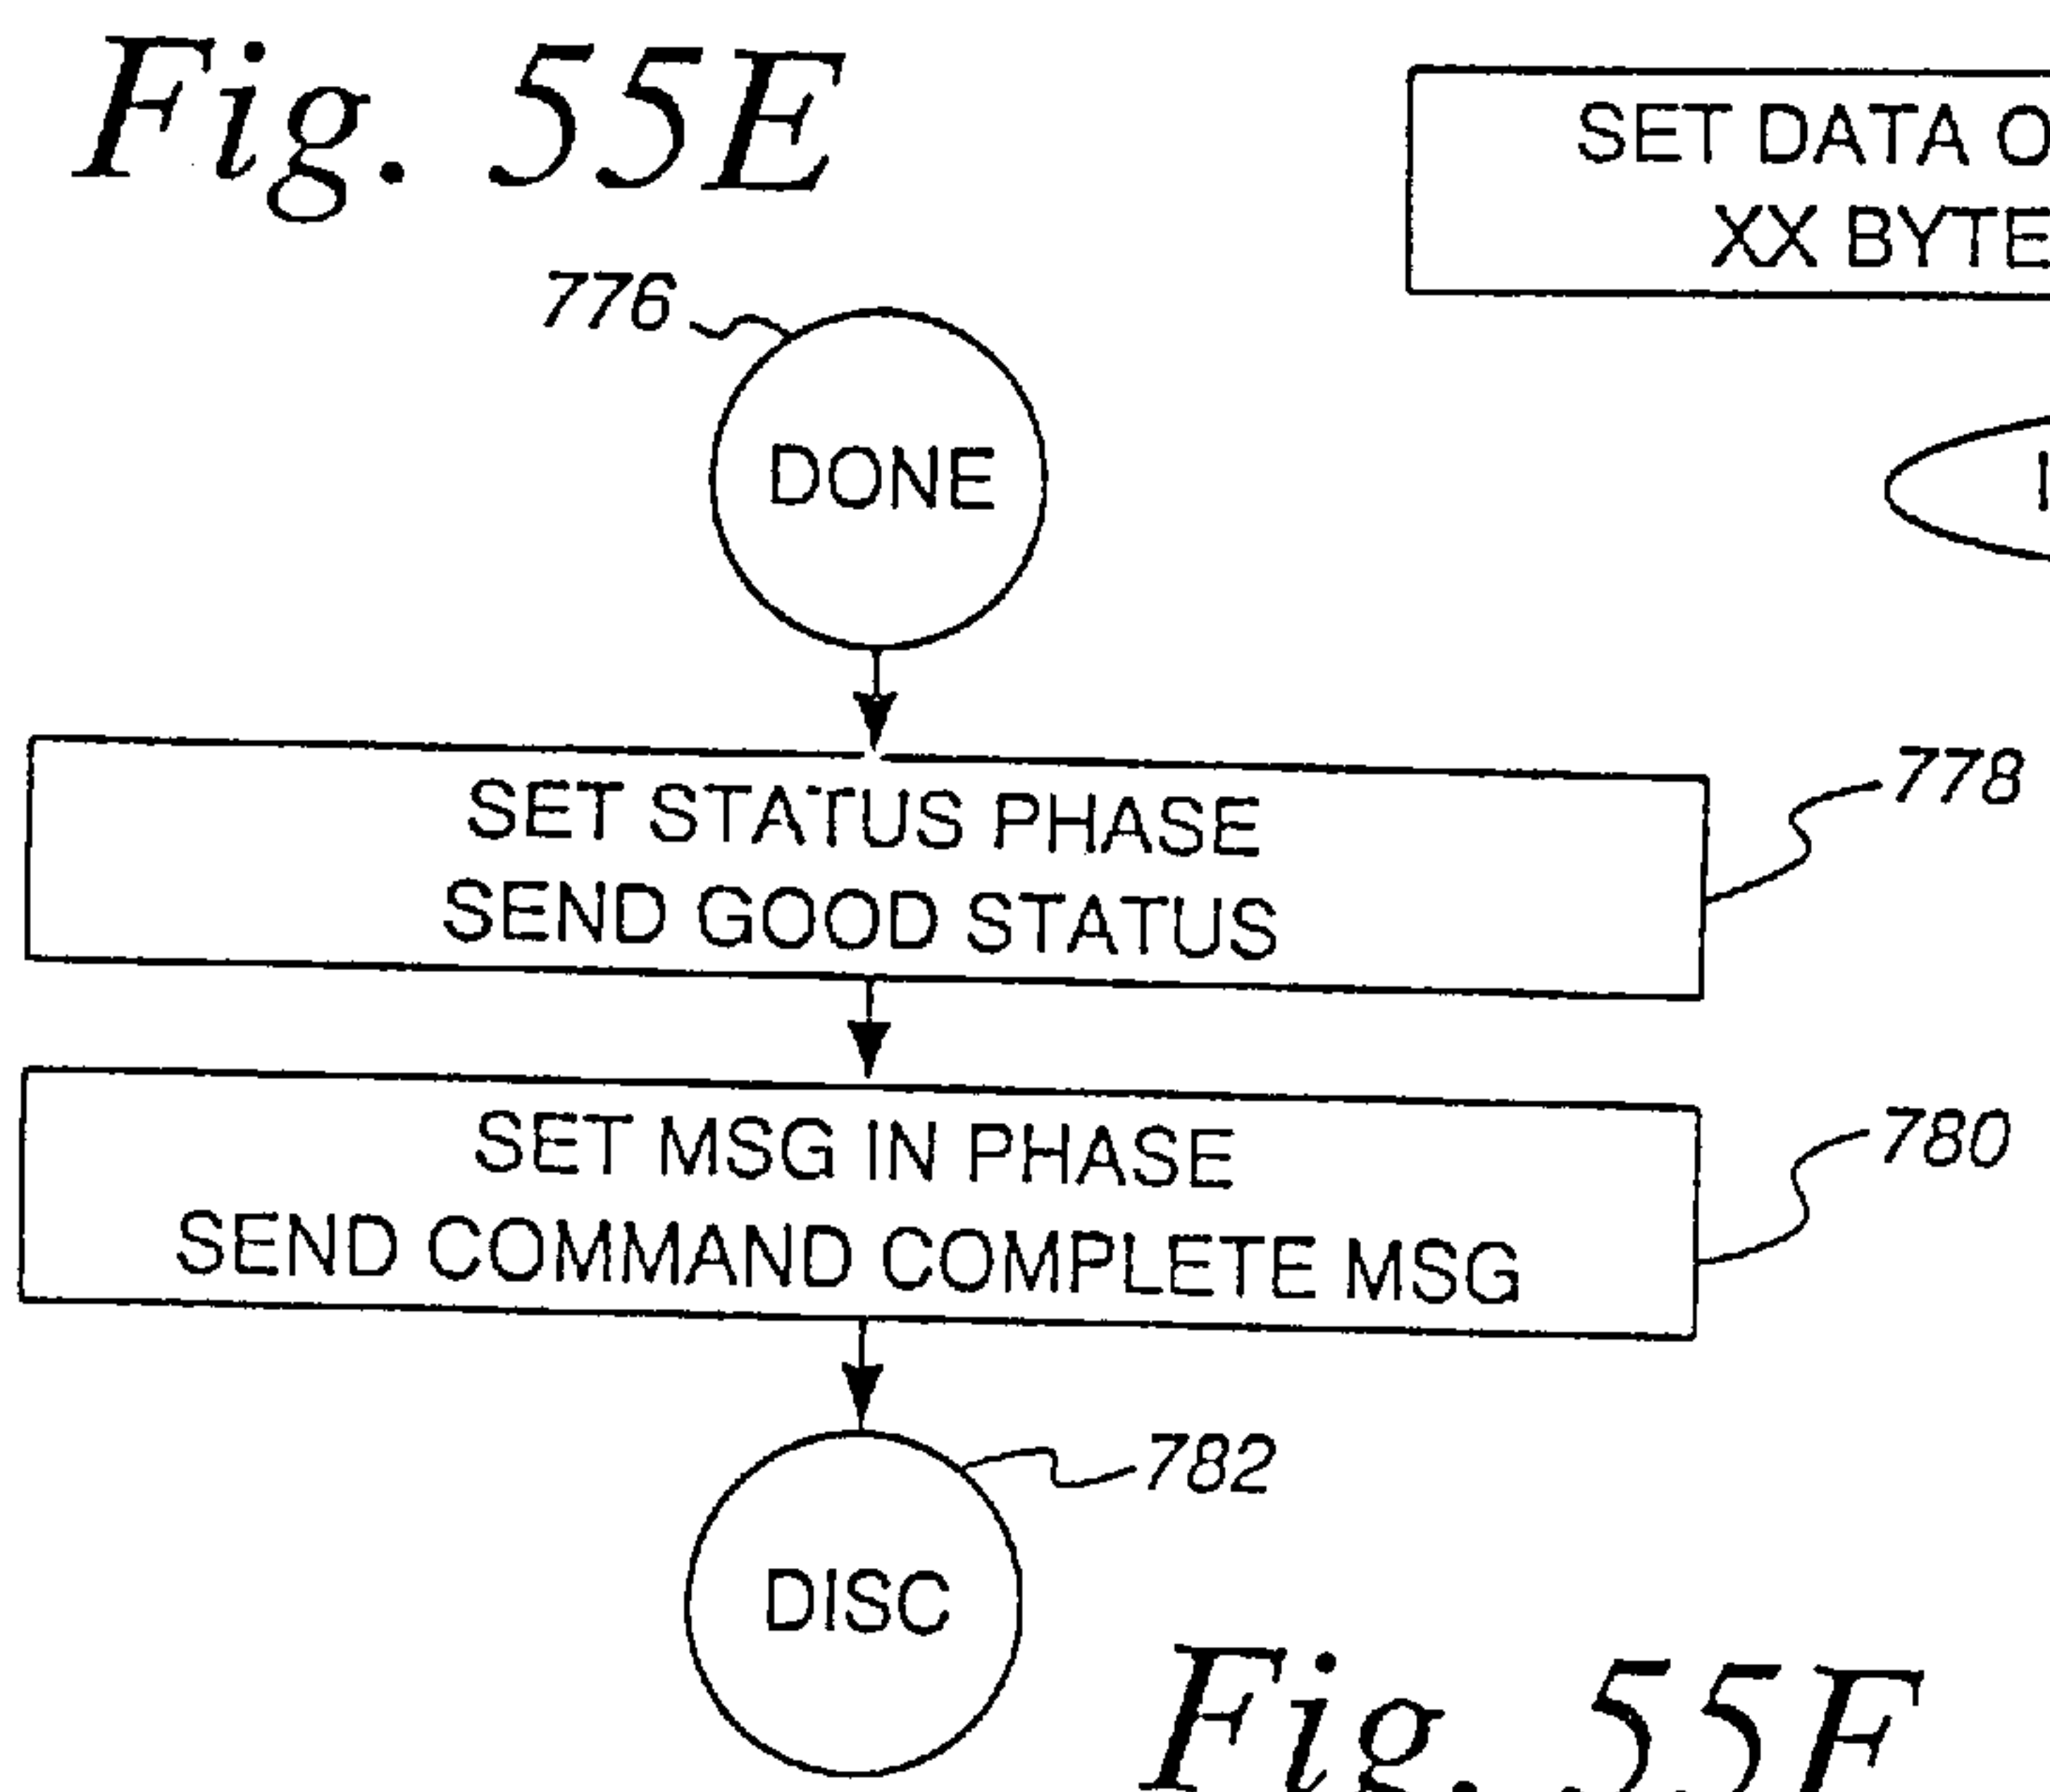 Fig. 55E
SET DATA O
XX BYTE
776
DONE
SET STATUS PHASE
SEND GOOD STATUS
778
SET MSG IN PHASE
SEND COMMAND COMPLETE MSG
780
782
DISC
Fig. 55F